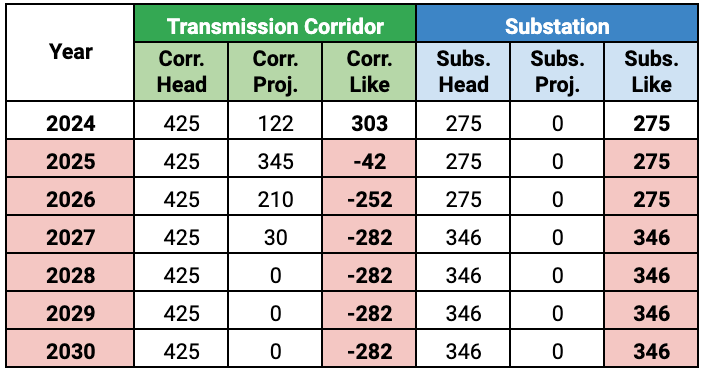 Year Transmission Corridor Substation
Corr. Head Corr. Proj. Corr. Like Subs. Head Subs. Proj. Subs. Like
2024 425 122 303 275 0 275
2025 425 345 -42 275 0 275
2026 425 210 -252 275 0 275
2027 425 30 -282 346 0 346
2028 425 0 -282 346 0 346
2029 425 0 -282 346 0 346
2030 425 0 -282 346 0 346